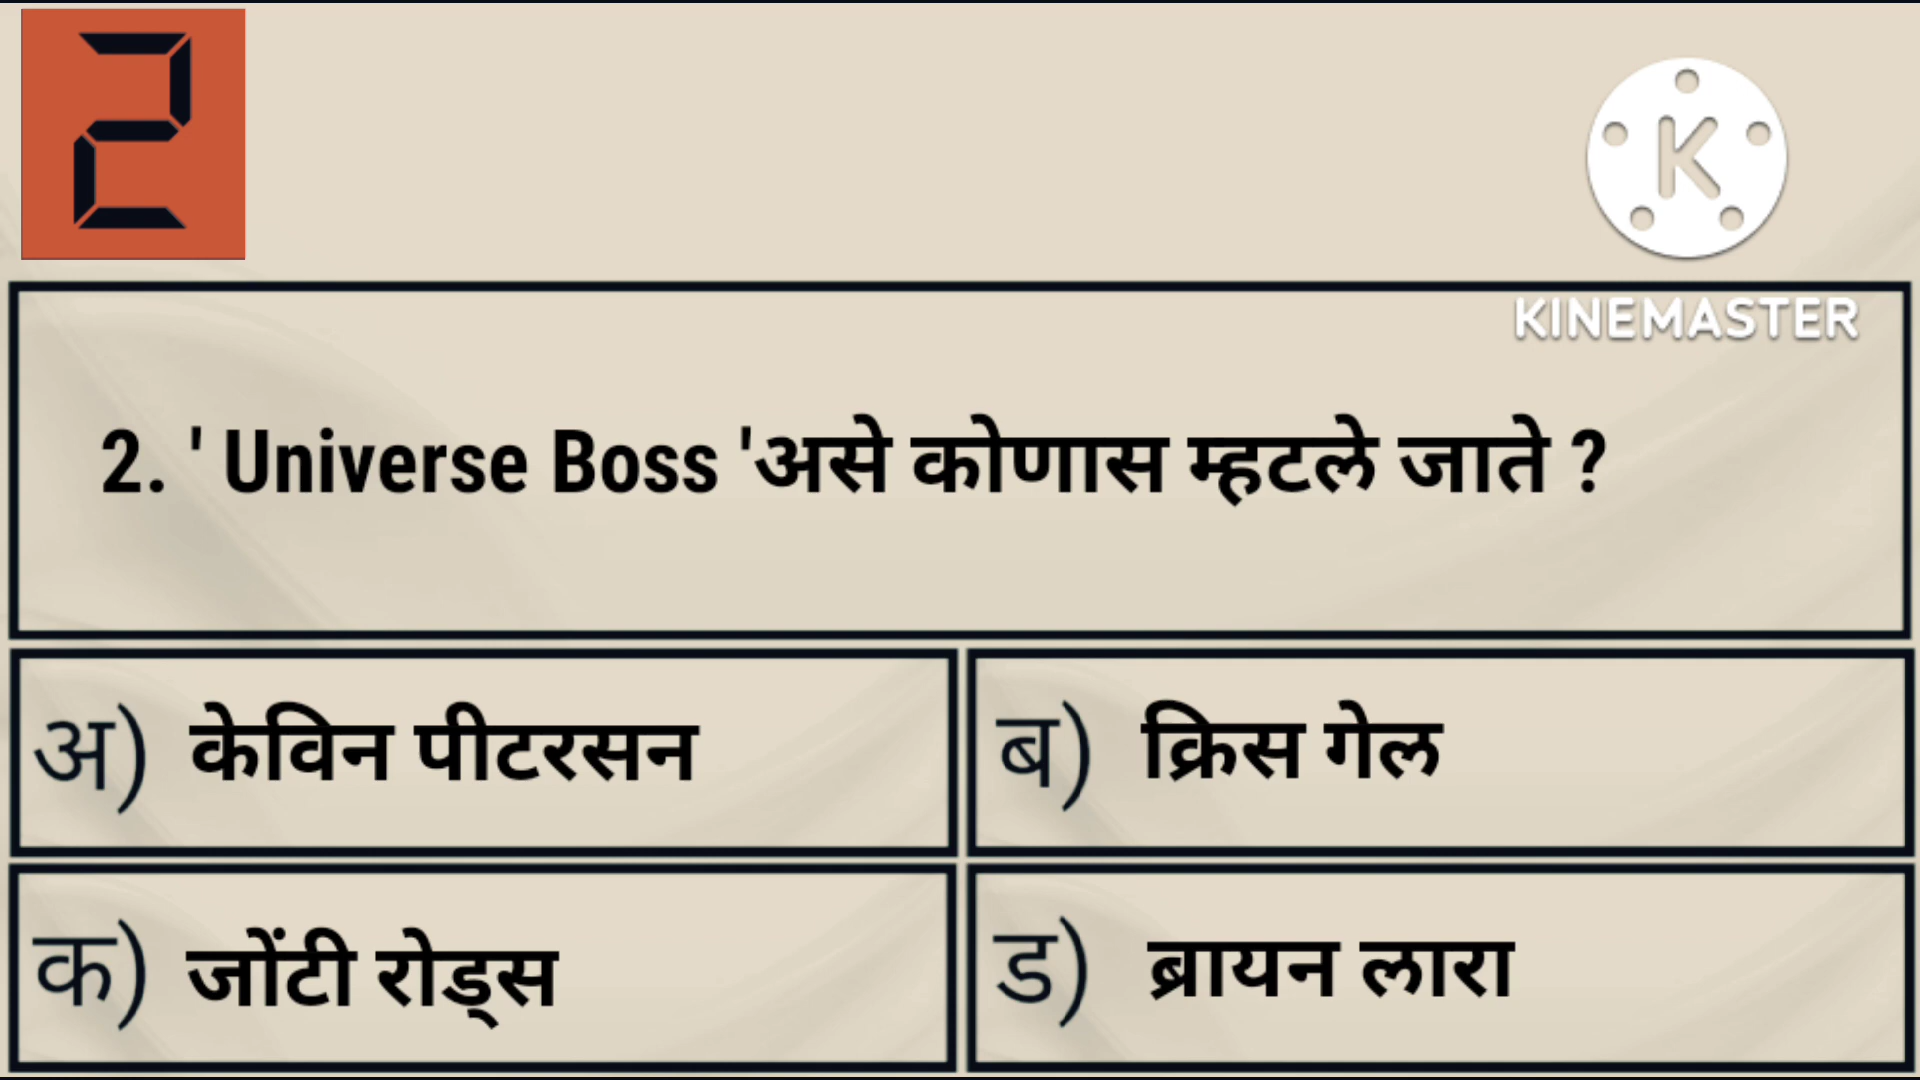 2
K
KINEMASTER
2. ' Universe Boss 'असे कोणास म्हटले जाते ?
अ) केविन पीटरसन
ब) क्रिस गेल
क) जोंटी रोड्स
ड) ब्रायन लारा